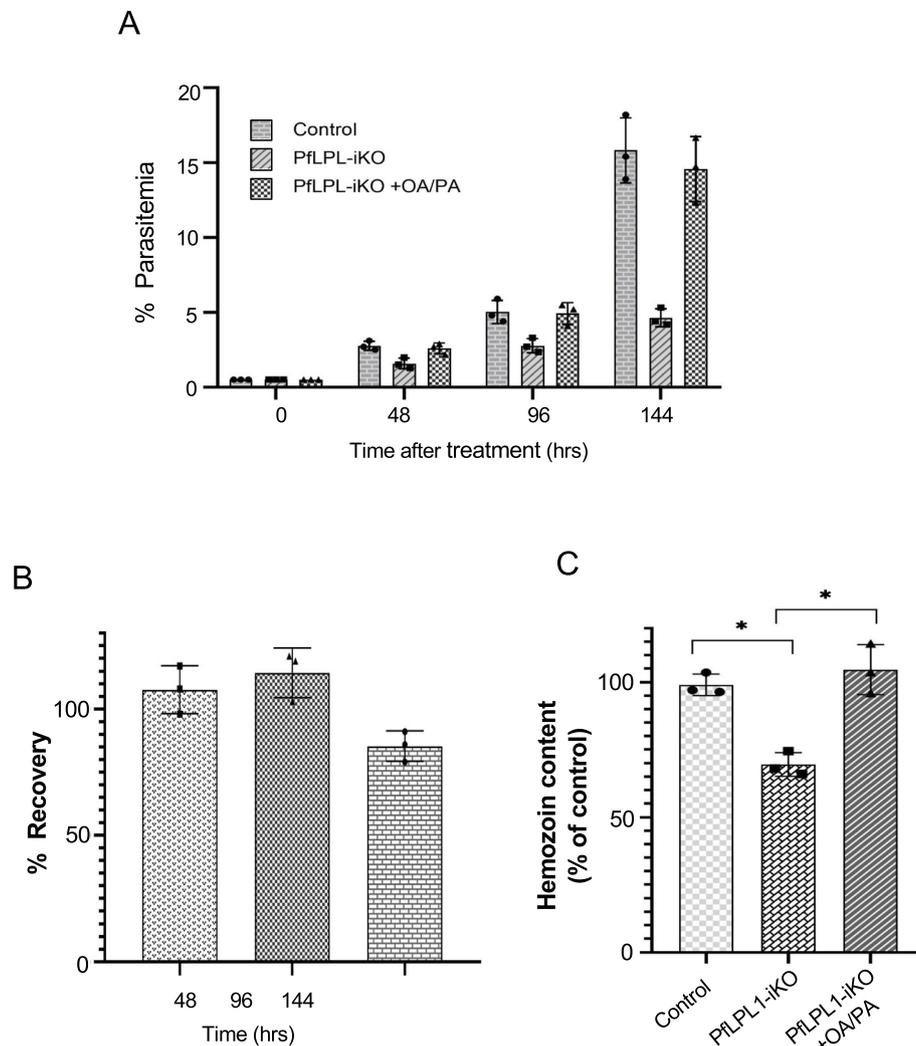 A
20
15
10
5
0
% Parasitemia
Control
PfLPL-iKO
PfLPL-iKO +OA/PA
0 48 96 144
Time after treatment (hrs)
B
100
50
0
% Recovery
48 96 144
Time (hrs)
C
* *
100
50
0
Hemozoin content
(% of control)
Control
PfLPL1-iKO
PfLPL1-iKO
+OA/PA